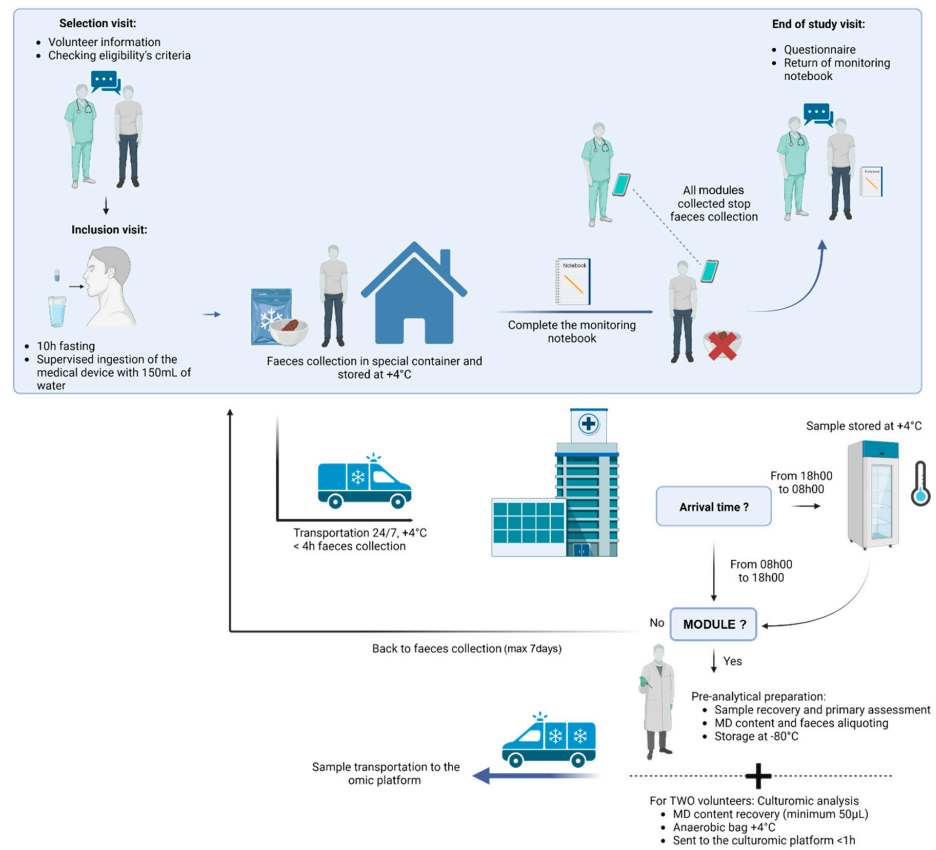 Selection visit:
• Volunteer information
• Checking eligibility's criteria
End of study visit:
• Questionnaire
• Return of monitoring
notebook
All modules
collected stop
faeces collection
Inclusion visit:
• 10h fasting
• Supervised ingestion of the
medical device with 150mL of
water
Faeces collection in special container and
stored at +4°C
Notebook
Complete the monitoring
notebook
Transportation 24/7, +4°C
< 4h faeces collection
Sample stored at +4°C
Arrival time ?
From 18h00
to 08h00
From 08h00
to 18h00
No
MODULE ?
Back to faeces collection (max 7days)
Yes
Pre-analytical preparation:
• Sample recovery and primary assessment
• MD content and faeces aliquoting
• Storage at -80°C
Sample transportation to the
omic platform
For TWO volunteers: Culturomic analysis
• MD content recovery (minimum 50µL)
• Anaerobic bag +4°C
• Sent to the culturomic platform <1h